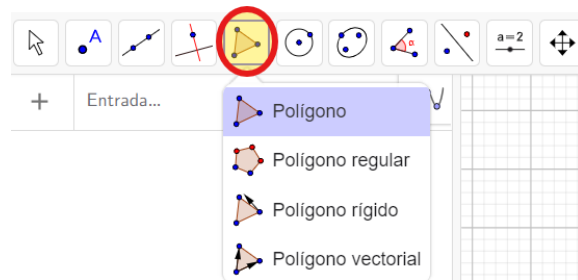 A
α
a=2
+ Entrada...
Polígono
Polígono regular
Polígono rígido
Polígono vectorial